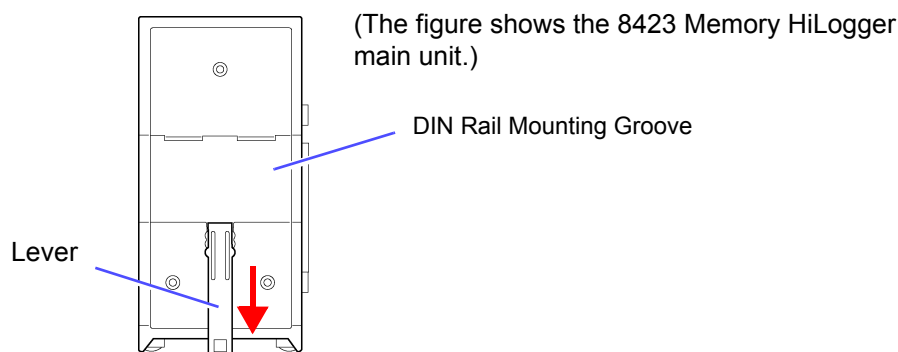 (The figure shows the 8423 Memory HiLogger
main unit.)
DIN Rail Mounting Groove
Lever